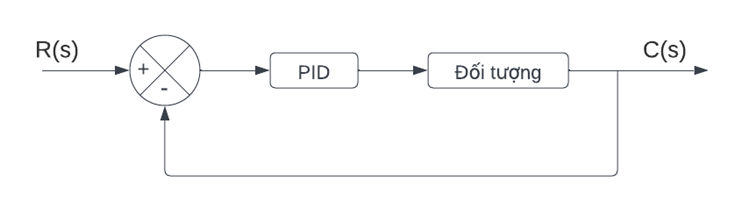 R(s)
C(s)
+
PID
Đối tượng
-